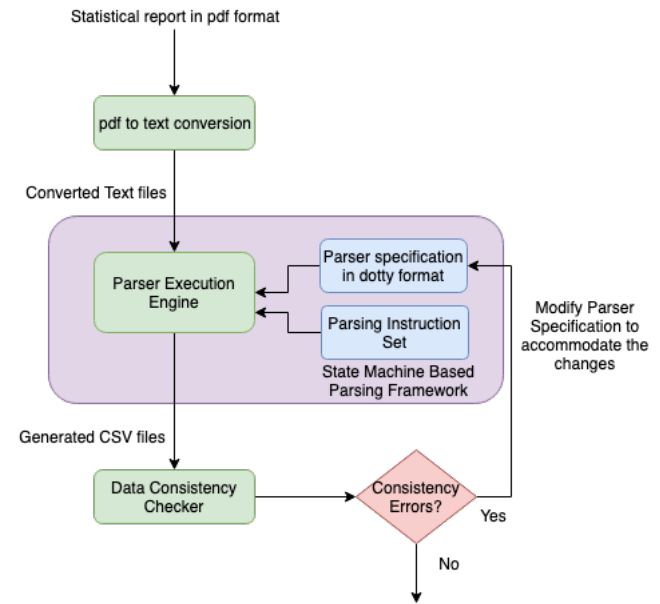 Statistical report in pdf format
pdf to text conversion
Converted Text files
Parser Execution
Engine
Parser specification
in dotty format
Parsing Instruction
Set
State Machine Based
Parsing Framework
Modify Parser
Specification to
accommodate the
changes
Generated CSV files
Data Consistency
Checker
Consistency
Errors?
Yes
No